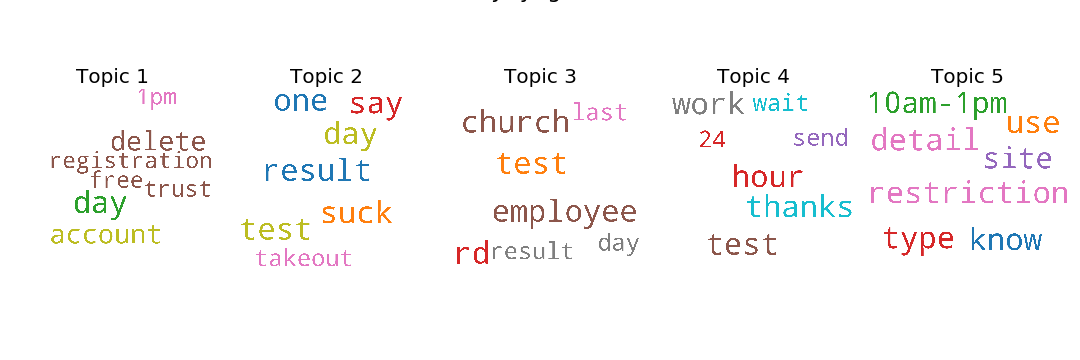 Topic 1
1pm
delete
registration
free
trust
day
account
Topic 2
one say
day
result
suck
test
takeout
Topic 3
last
church
test
employee
rd result day
Topic 4
work wait
24 send
hour
thanks
test
Topic 5
10am-1pm
use
detail
site
restriction
type know